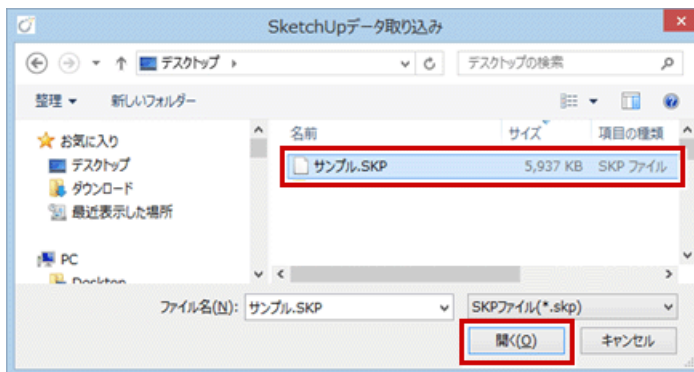 SketchUpデータ取り込み
デスクトップ
デスクトップの検索
整理 新しいフォルダー
名前 サイズ 項目の種類
お気に入り
デスクトップ
ダウンロード
最近表示した場所
PC
Desktop
サンプル.SKP 5,937 KB SKP ファイル
ファイル名(N): サンプル.SKP SKPファイル(*.skp)
開く(O) キャンセル